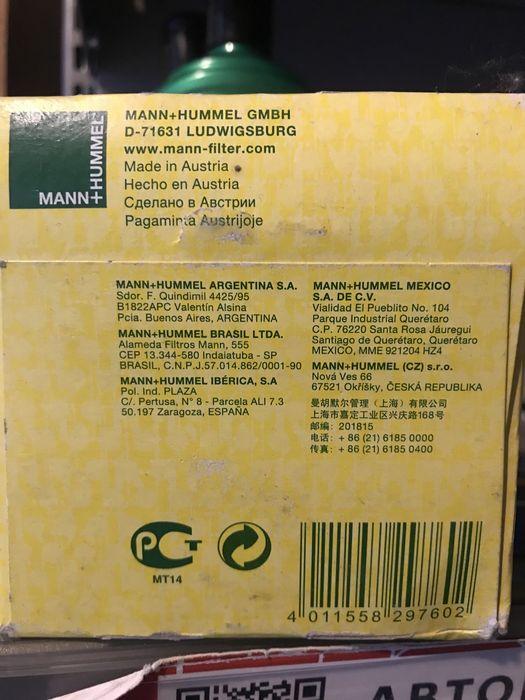 MANN+HUMMEL
MANN+HUMMEL GMBH
D-71631 LUDWIGSBURG
www.mann-filter.com
Made in Austria
Hecho en Austria
Сделано в Австрии
Pagaminta Austrijoje
MANN+HUMMEL ARGENTINA S.A.
Sdor. F. Quindimil 4425/95
B1822APC Valentín Alsina
Pcia. Buenos Aires, ARGENTINA
MANN+HUMMEL BRASIL LTDA.
Alameda Filtros Mann, 555
CEP 13.344-580 Indaiatuba - SP
BRASIL, C.N.P.J.57.014.862/0001-90
MANN+HUMMEL IBÉRICA, S.A
Pol. Ind. PLAZA
C/. Pertusa, N° 8 - Parcela ALI 7.3
50.197 Zaragoza, ESPAÑA
MANN+HUMMEL MEXICO
S.A. DE C.V.
Vialidad El Pueblito No. 104
Parque Industrial Querétaro
C.P. 76220 Santa Rosa Jáuregui
Santiago de Querétaro, Querétaro
MEXICO, MME 921204 HZ4
MANN+HUMMEL (CZ) s.r.o.
Nová Ves 66
67521 Okříšky, ČESKÁ REPUBLIKA
曼胡默尔管理（上海）有限公司
上海市嘉定工业区兴庆路168号
邮编: 201815
电话: + 86 (21) 6185 0000
传真: + 86 (21) 6185 0400
РСТ
MT14
4 011558 297602
АВТО